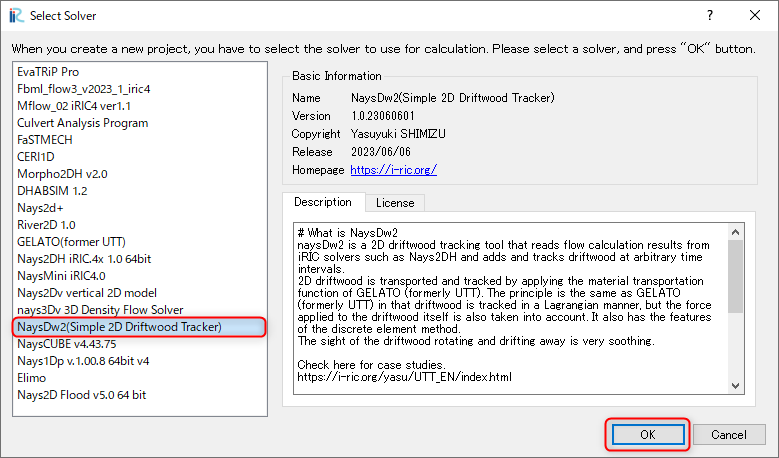 Select Solver
When you create a new project, you have to select the solver to use for calculation. Please select a solver, and press "OK" button.
EvaTRiP Pro
Fbml_flow3_v2023_1_iric4
Mflow_02 iRIC4 ver1.1
Culvert Analysis Program
FaSTMECH
CERI1D
Morpho2DH v2.0
DHABSIM 1.2
Nays2d+
River2D 1.0
GELATO(former UTT)
Nays2DH iRIC.4x 1.0 64bit
NaysMini iRIC4.0
Nays2Dv vertical 2D model
nays3Dv 3D Density Flow Solver
NaysDw2(Simple 2D Driftwood Tracker)
NaysCUBE v4.43.75
Nays1Dp v.1.00.8 64bit v4
Elimo
Nays2D Flood v5.0 64 bit
Basic Information
Name NaysDw2(Simple 2D Driftwood Tracker)
Version 1.0.23060601
Copyright Yasuyuki SHIMIZU
Release 2023/06/06
Homepage https://i-ric.org/
Description License
# What is NaysDw2
naysDw2 is a 2D driftwood tracking tool that reads flow calculation results from
iRIC solvers such as Nays2DH and adds and tracks driftwood at arbitrary time
intervals.
2D driftwood is transported and tracked by applying the material transportation
function of GELATO (formerly UTT). The principle is the same as GELATO
(formerly UTT) in that driftwood is tracked in a Lagrangian manner, but the force
applied to the driftwood itself is also taken into account. It also has the features
of the discrete element method.
The sight of the driftwood rotating and drifting away is very soothing.
Check here for case studies.
https://i-ric.org/yasu/UTT_EN/index.html
OK Cancel